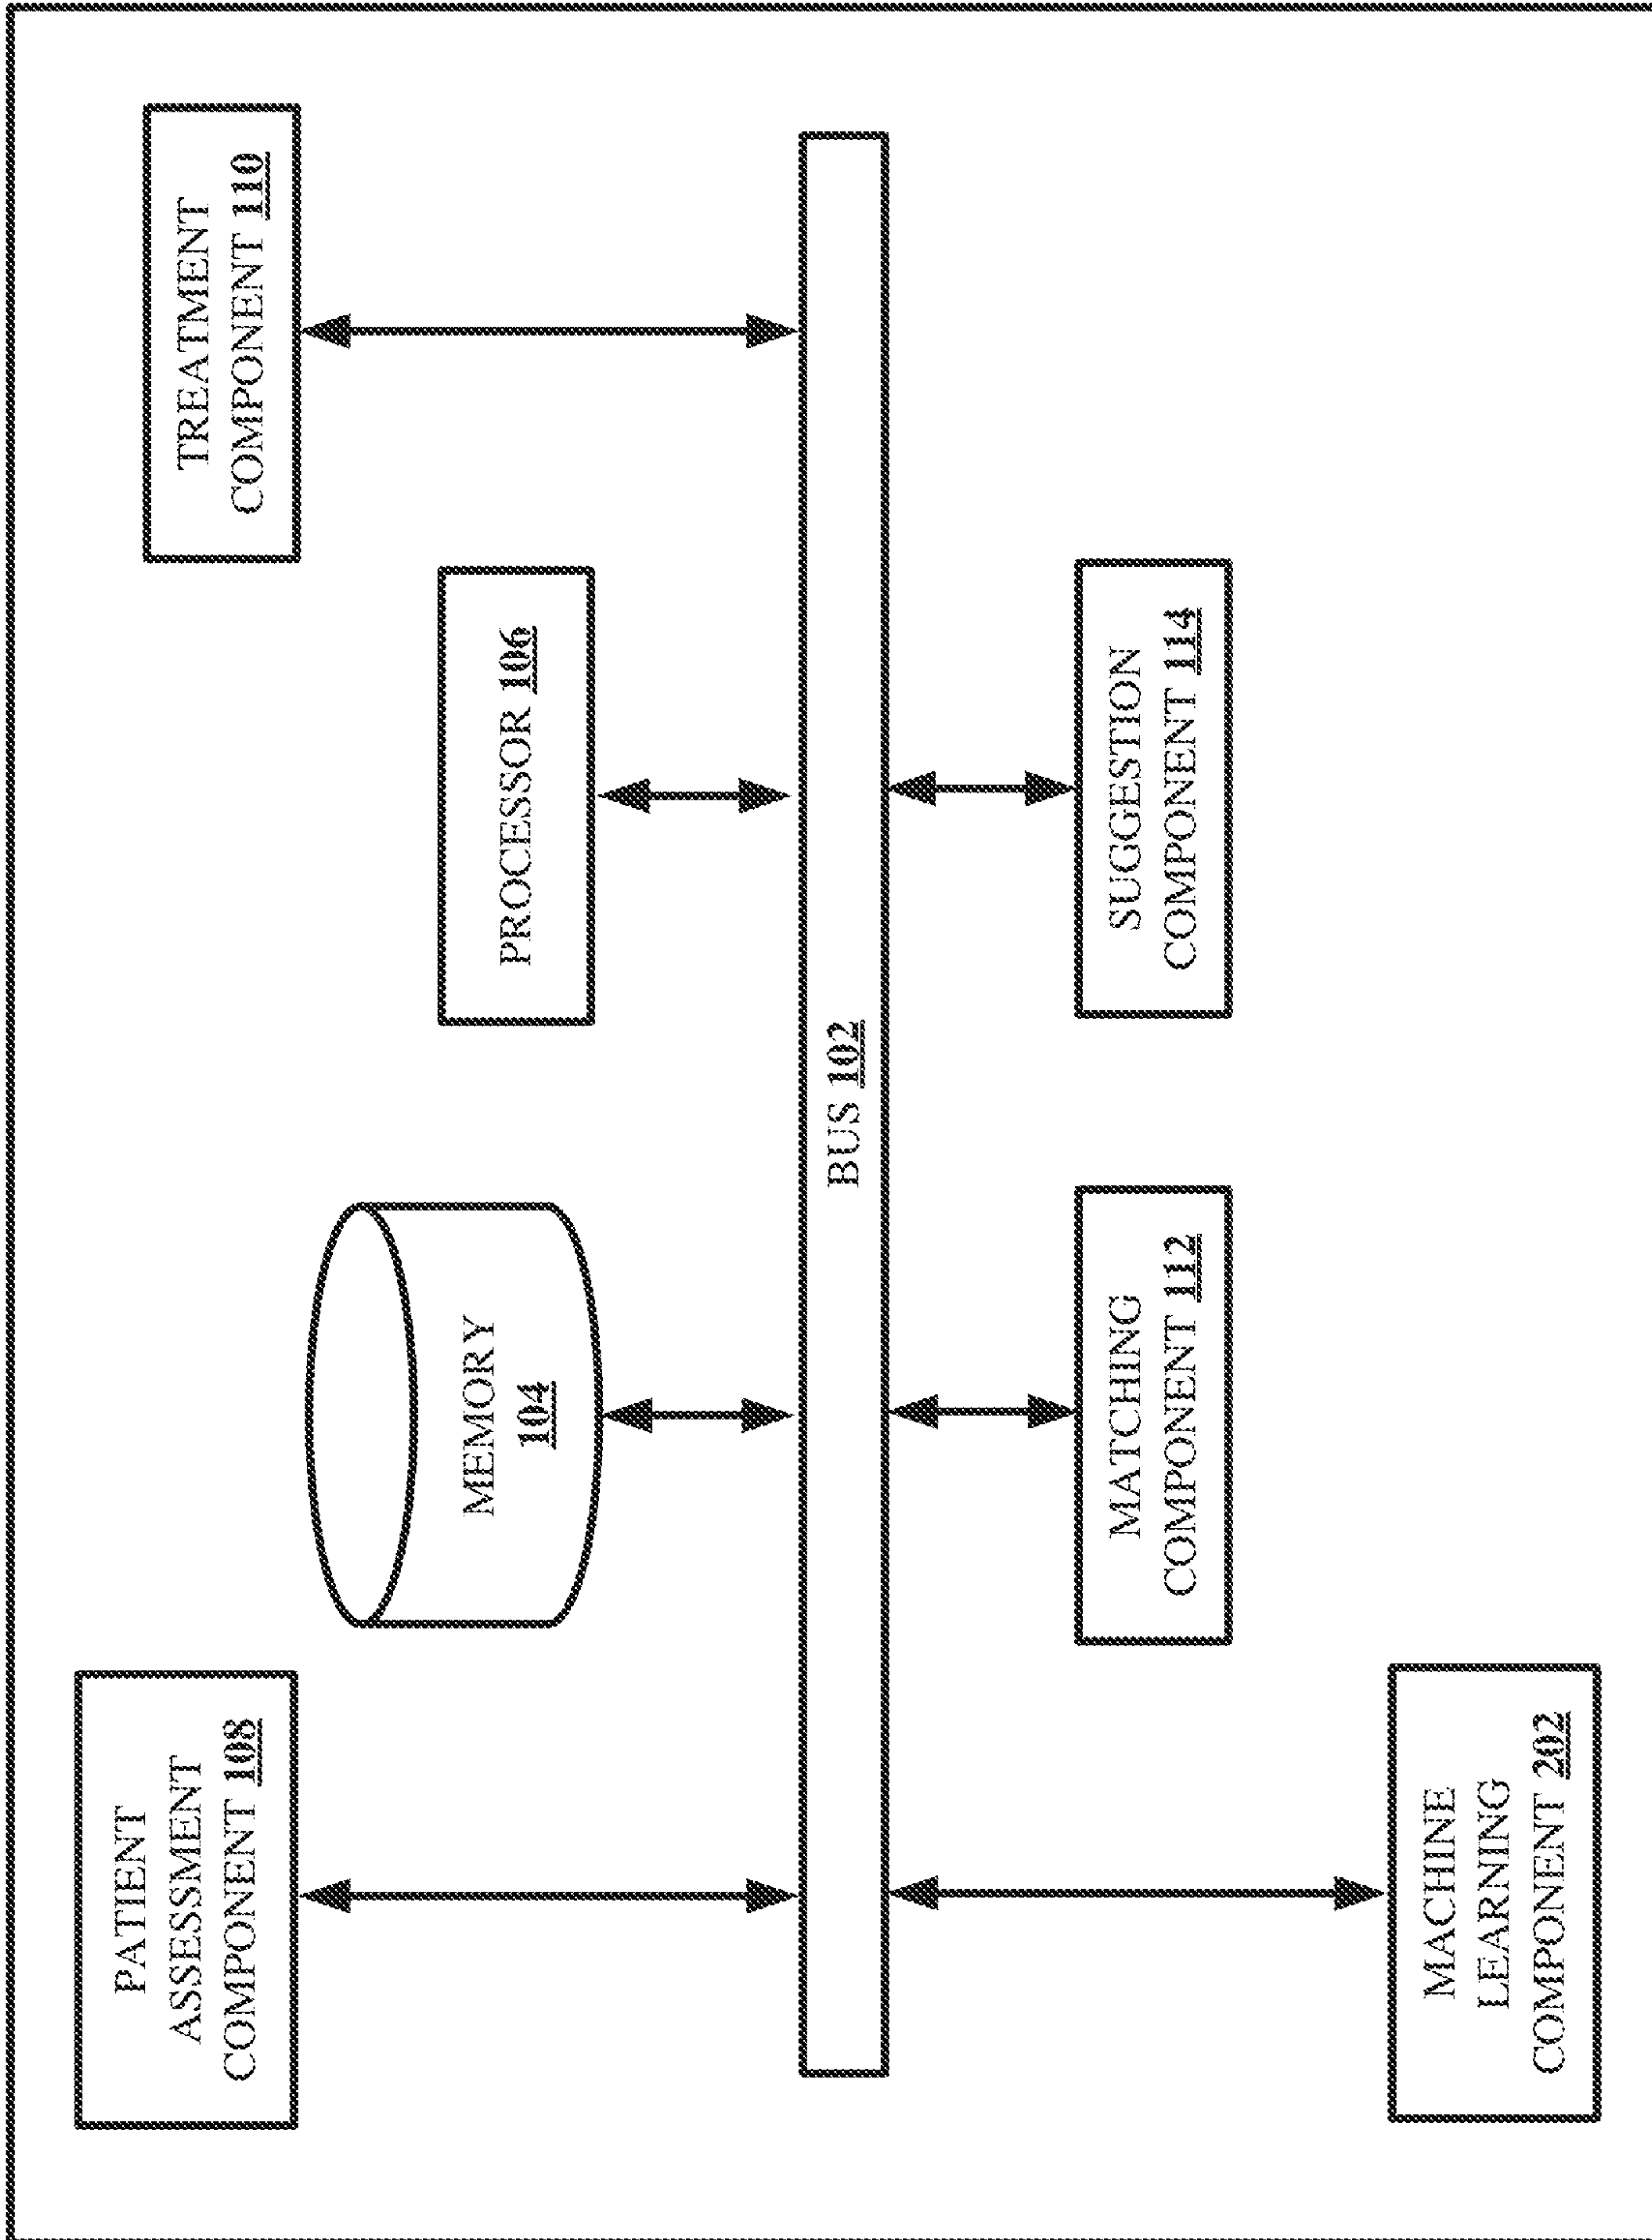 PATIENT
ASSESSMENT
COMPONENT 108
MEMORY
104
PROCESSOR 106
TREATMENT
COMPONENT 110
BUS 102
MACHINE
LEARNING
COMPONENT 202
MATCHING
COMPONENT 112
SUGGESTION
COMPONENT 114